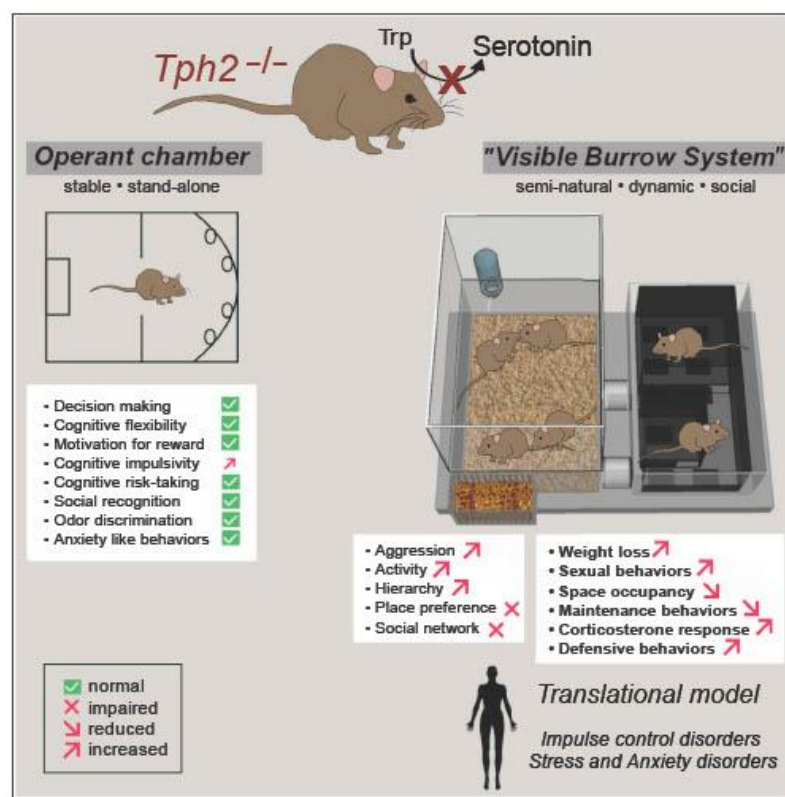 Tph2 -/-
Trp
Serotonin
X
Operant chamber
stable • stand-alone
"Visible Burrow System"
semi-natural • dynamic • social
- Decision making
- Cognitive flexibility
- Motivation for reward
- Cognitive impulsivity
- Cognitive risk-taking
- Social recognition
- Odor discrimination
- Anxiety like behaviors
- Aggression
- Activity
- Hierarchy
- Place preference
- Social network
• Weight loss
• Sexual behaviors
• Space occupancy
• Maintenance behaviors
• Corticosterone response
• Defensive behaviors
normal
impaired
reduced
increased
Translational model
Impulse control disorders
Stress and Anxiety disorders